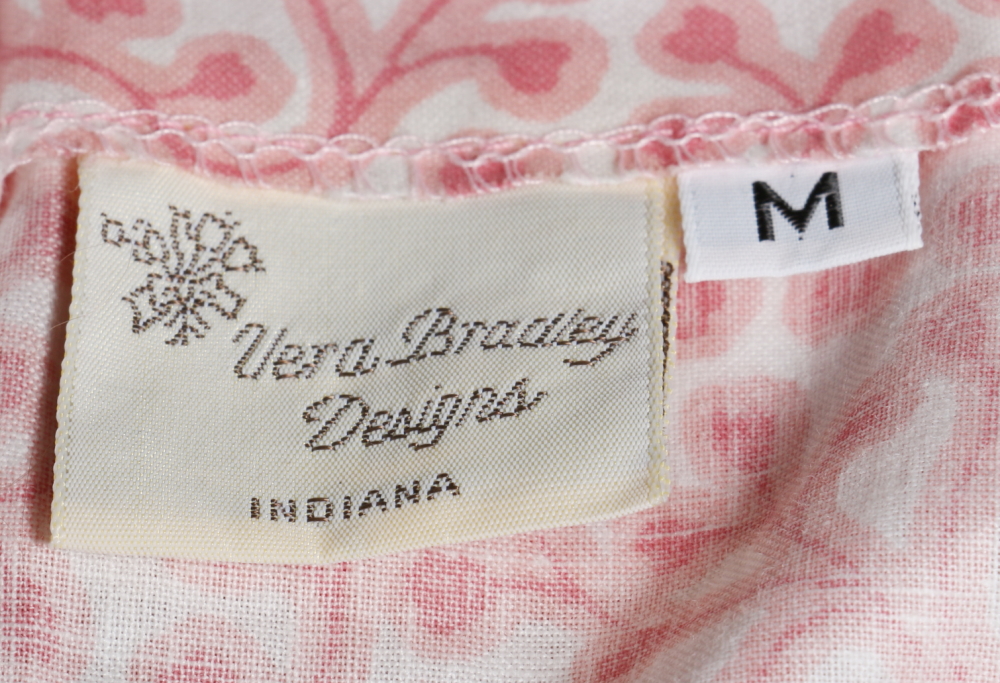 Vera Bradley
Designs
INDIANA
M